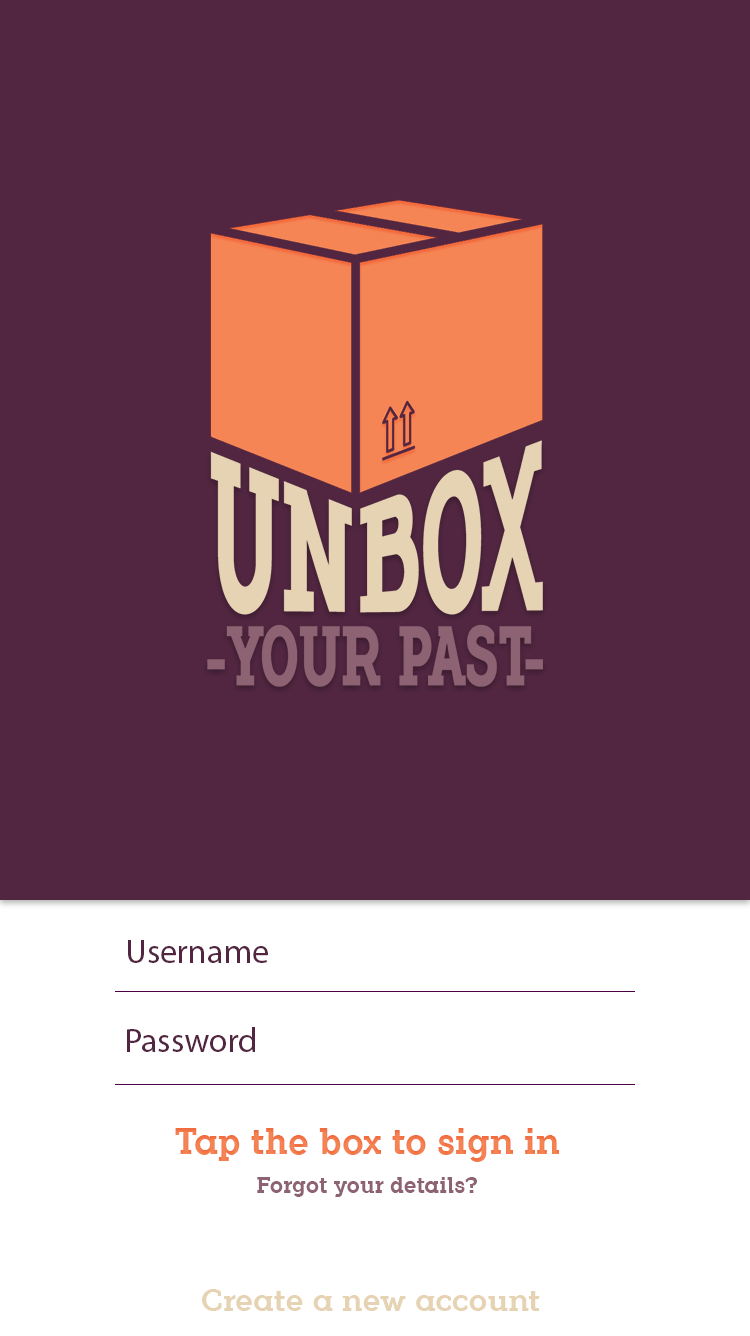 UNBOX
-YOUR PAST-
Username
Password
Tap the box to sign in
Forgot your details?
Create a new account